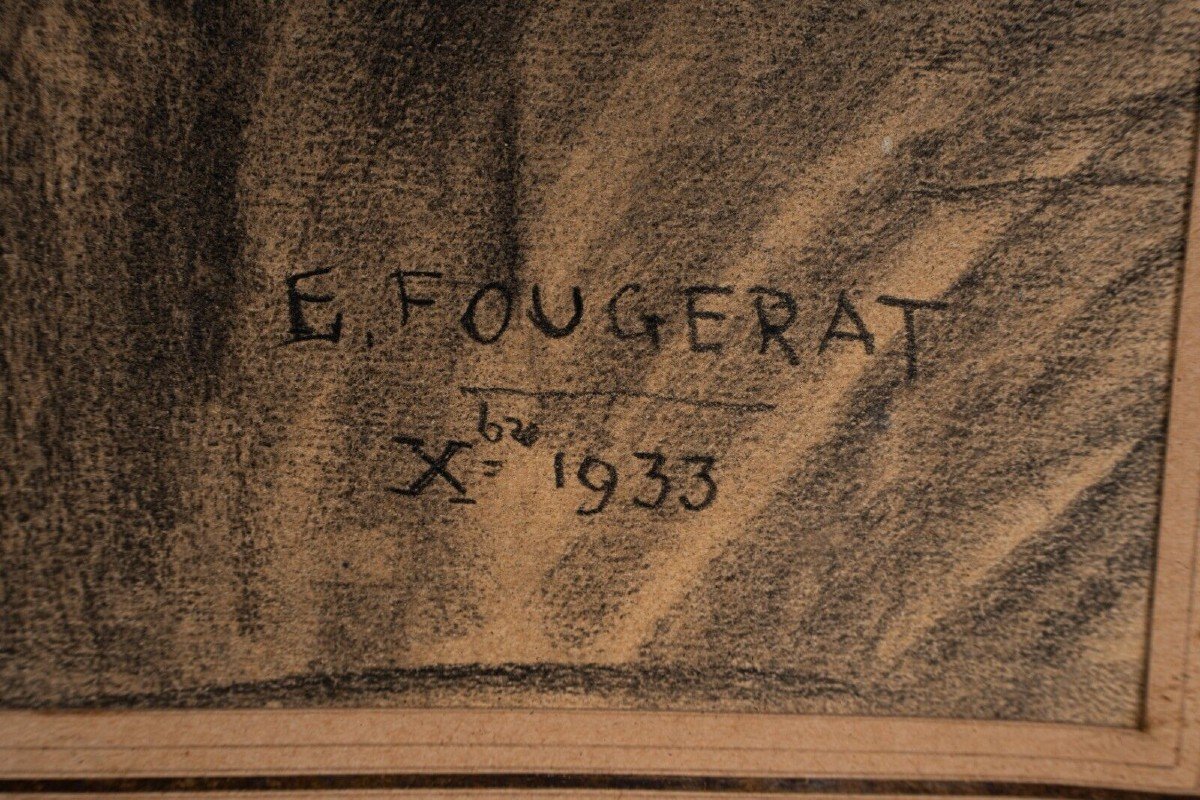 E. FOUGERAT
Xbre 1933